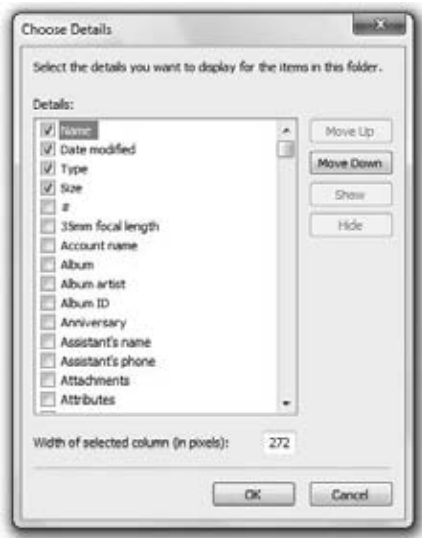 Choose Details
Select the details you want to display for the items in this folder.
Details:
Name
Date modified
Type
Size
#
35mm focal length
Account name
Album
Album artist
Album ID
Anniversary
Assistant's name
Assistant's phone
Attachments
Attributes
Move Up
Move Down
Show
Hide
Width of selected column (in pixels): 272
OK Cancel